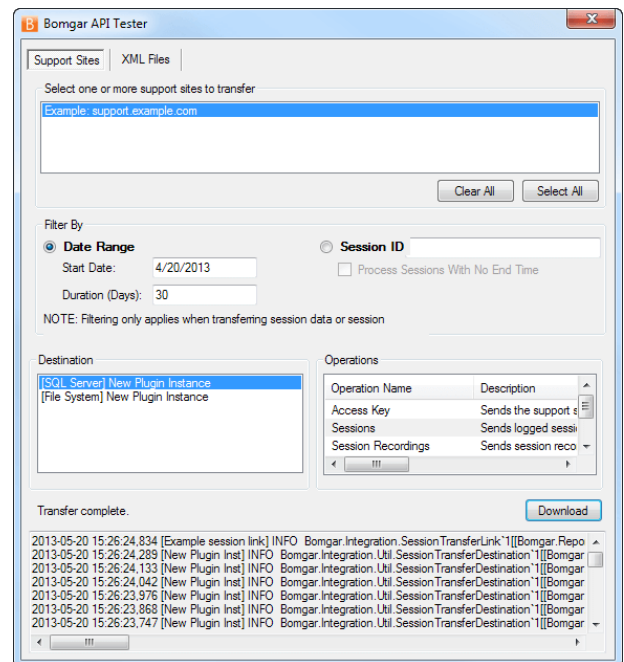 Bomgar API Tester
Support Sites XML Files
Select one or more support sites to transfer
Example: support.example.com
Clear All Select All
Filter By
Date Range Session ID
Start Date: 4/20/2013 Process Sessions With No End Time
Duration (Days): 30
NOTE: Filtering only applies when transferring session data or session
Destination Operations
[SQL Server] New Plugin Instance
[File System] New Plugin Instance
Operation Name Description
Access Key Sends the support s
Sessions Sends logged sessi
Session Recordings Sends session reco
Transfer complete. Download
2013-05-20 15:26:24,834 [Example session link] INFO Bomgar.Integration.SessionTransferLink`1[[Bomgar.Repo
2013-05-20 15:26:24,289 [New Plugin Inst] INFO Bomgar.Integration.Util.SessionTransferDestination`1[[Bomgar
2013-05-20 15:26:24,133 [New Plugin Inst] INFO Bomgar.Integration.Util.SessionTransferDestination`1[[Bomgar
2013-05-20 15:26:24,042 [New Plugin Inst] INFO Bomgar.Integration.Util.SessionTransferDestination`1[[Bomgar
2013-05-20 15:26:23,976 [New Plugin Inst] INFO Bomgar.Integration.Util.SessionTransferDestination`1[[Bomgar
2013-05-20 15:26:23,868 [New Plugin Inst] INFO Bomgar.Integration.Util.SessionTransferDestination`1[[Bomgar
2013-05-20 15:26:23,747 [New Plugin Inst] INFO Bomgar.Integration.Util.SessionTransferDestination`1[[Bomgar